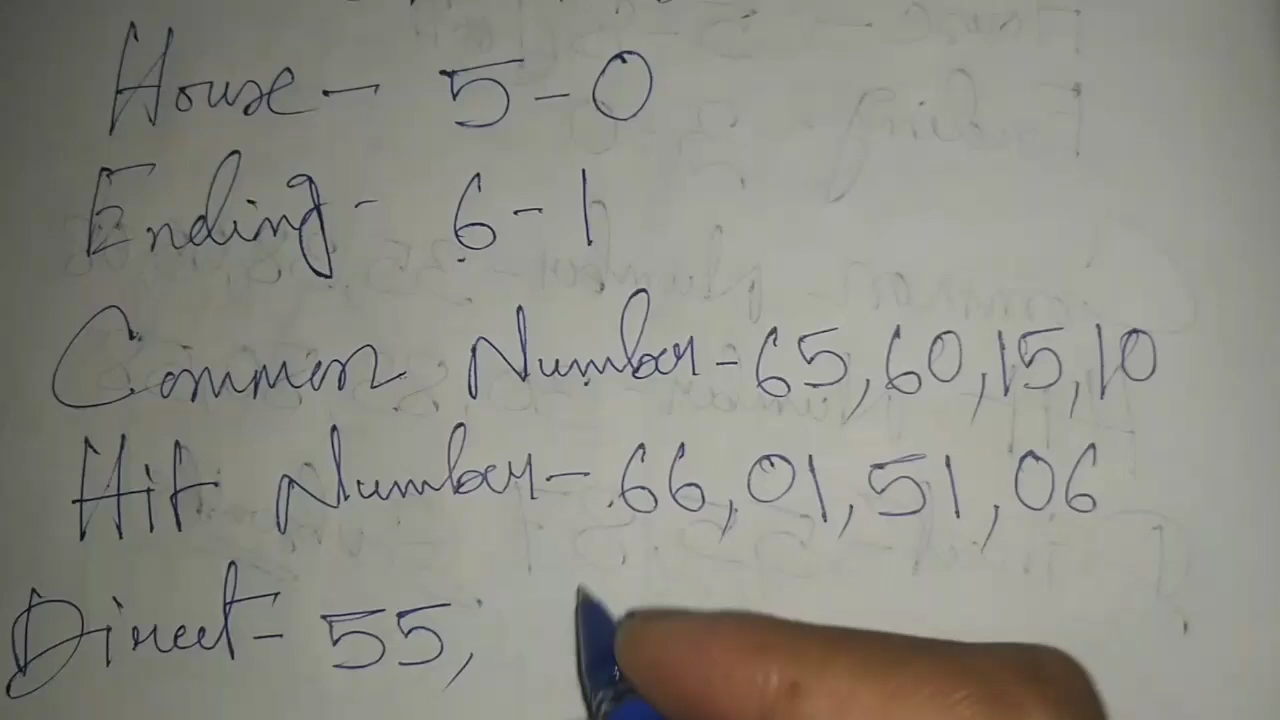 House - 5 - 0
Ending - 6 - 1
Common Number - 65, 60, 15, 10
Hit Number - 66, 01, 51, 06
Direct - 55,